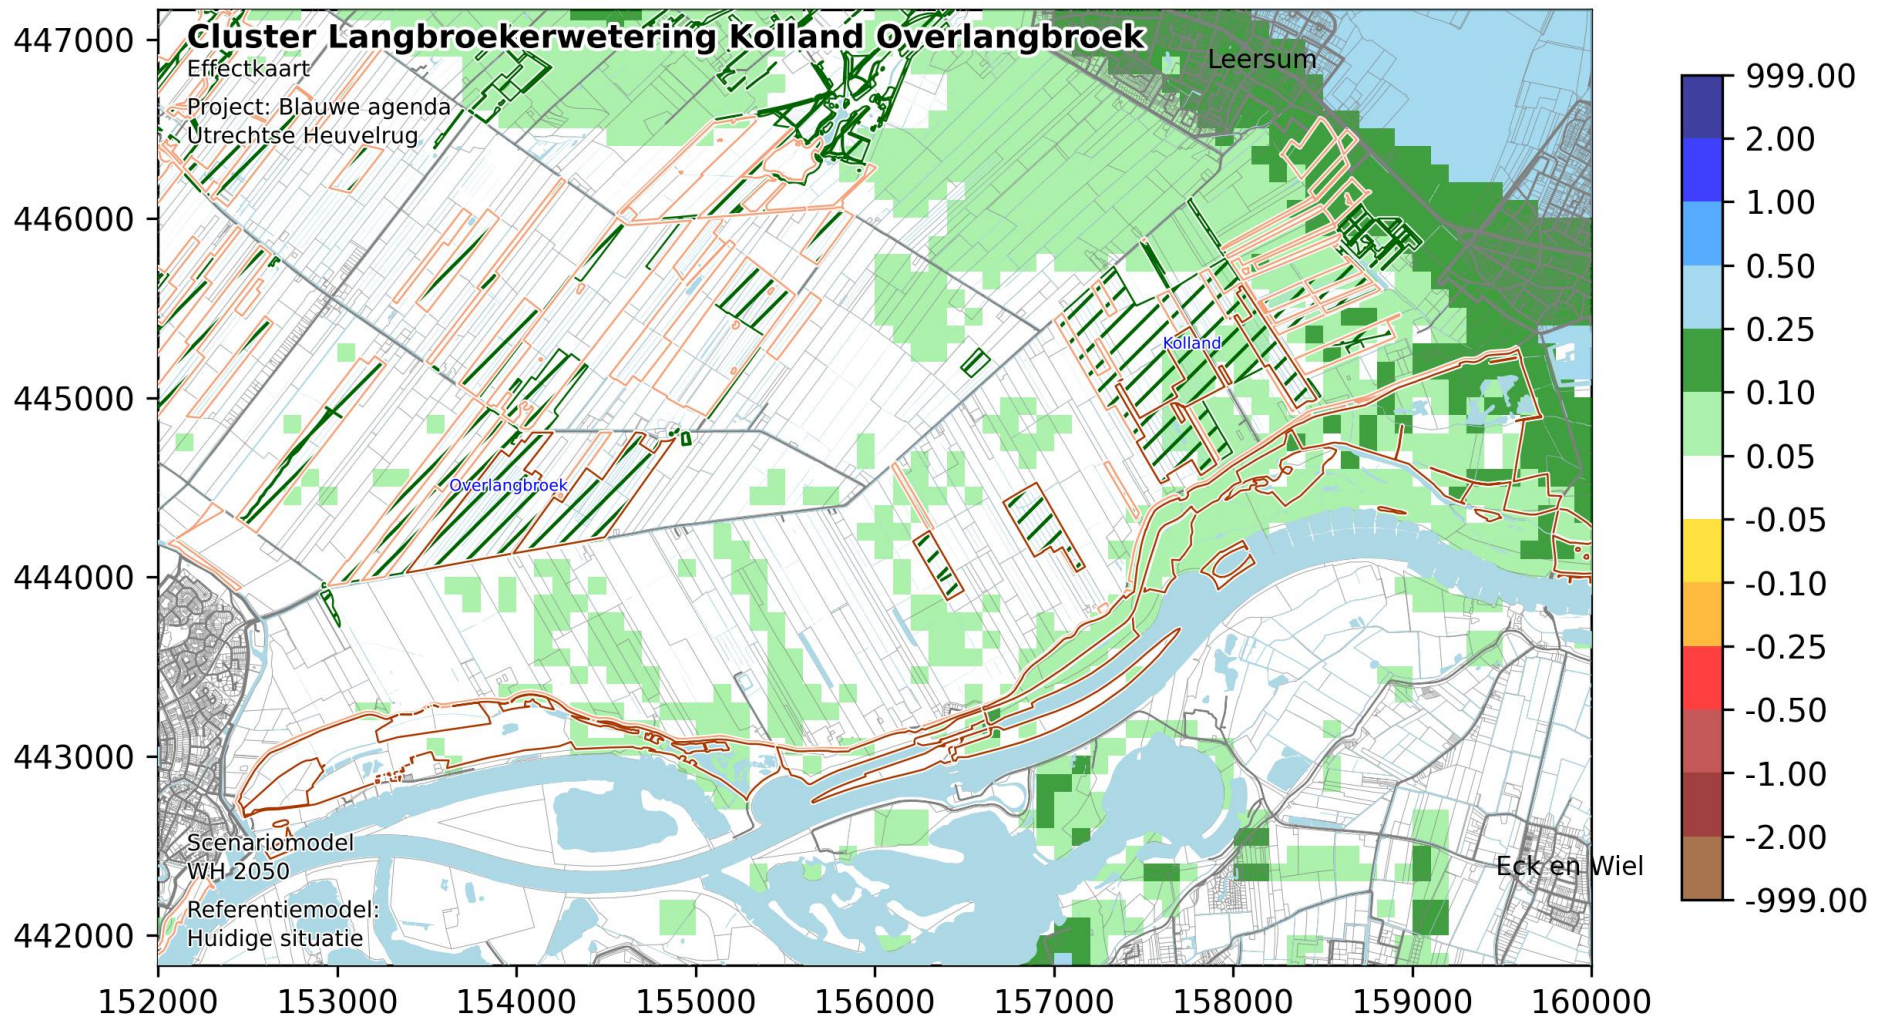 Cluster Langbroekerwetering Kolland Overlangbroek
Effectkaart
Project: Blauwe agenda
Utrechtse Heuvelrug
Leersum
Kolland
Overlangbroek
Scenariomodel
WH 2050
Referentiemodel:
Huidige situatie
Eck en Wiel
447000
446000
445000
444000
443000
442000
152000 153000 154000 155000 156000 157000 158000 159000 160000
999.00
2.00
1.00
0.50
0.25
0.10
0.05
-0.05
-0.10
-0.25
-0.50
-1.00
-2.00
-999.00